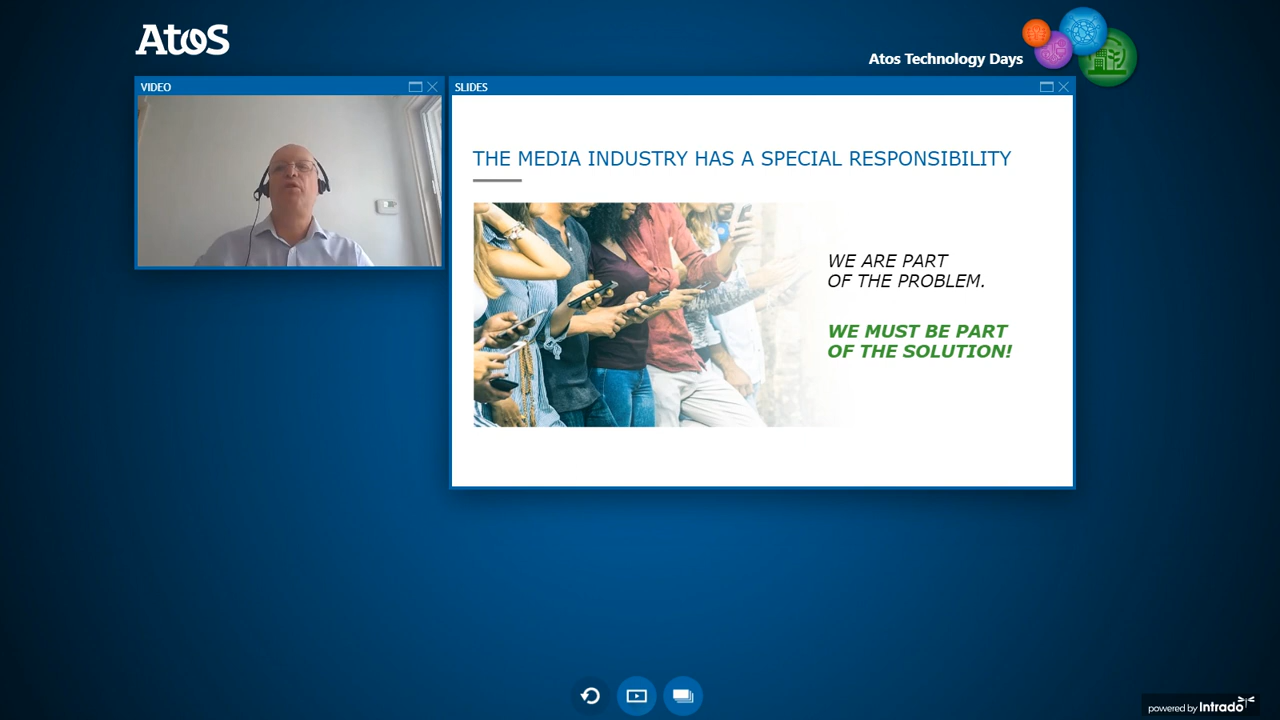 Atos
Atos Technology Days
VIDEO
SLIDES
THE MEDIA INDUSTRY HAS A SPECIAL RESPONSIBILITY
WE ARE PART
OF THE PROBLEM.
WE MUST BE PART
OF THE SOLUTION!
powered by Intrado